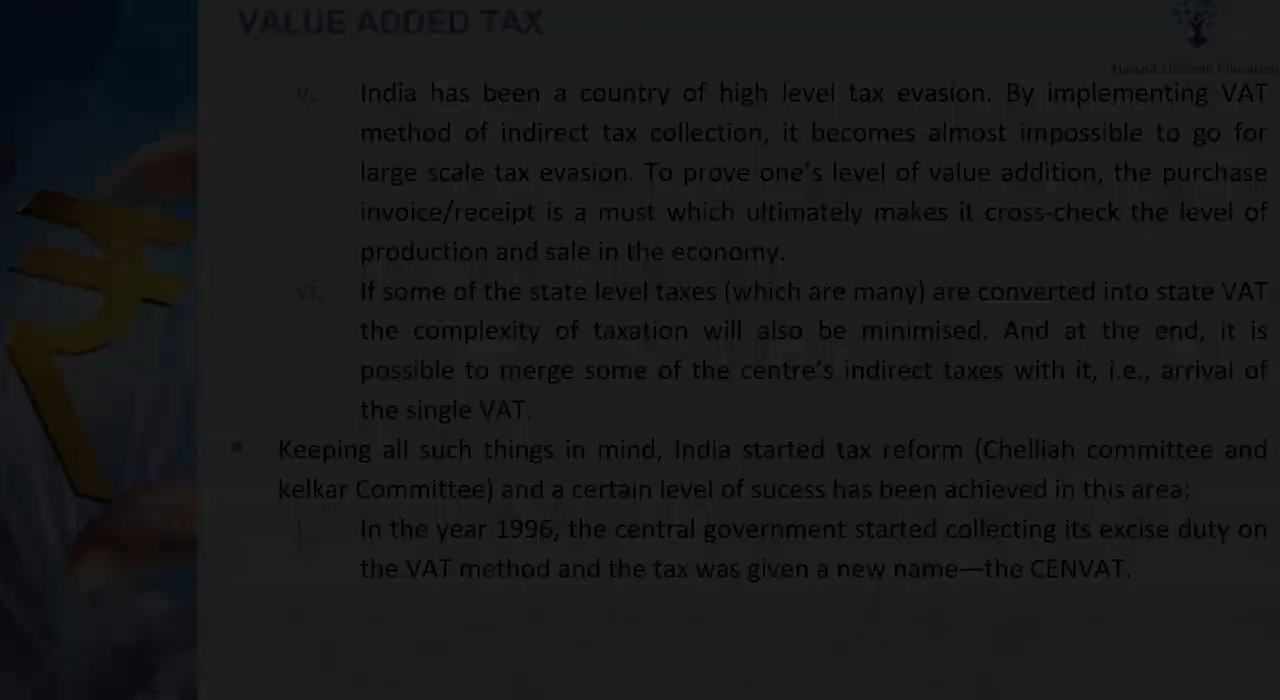 VALUE ADDED TAX
v. India has been a country of high level tax evasion. By implementing VAT
method of indirect tax collection, it becomes almost impossible to go for
large scale tax evasion. To prove one's level of value addition, the purchase
invoice/receipt is a must which ultimately makes it cross-check the level of
production and sale in the economy.
vi. If some of the state level taxes (which are many) are converted into state VAT
the complexity of taxation will also be minimised. And at the end, it is
possible to merge some of the centre's indirect taxes with it, i.e., arrival of
the single VAT.
Keeping all such things in mind, India started tax reform (Chelliah committee and
kelkar Committee) and a certain level of sucess has been achieved in this area:
In the year 1996, the central government started collecting its excise duty on
the VAT method and the tax was given a new name—the CENVAT.